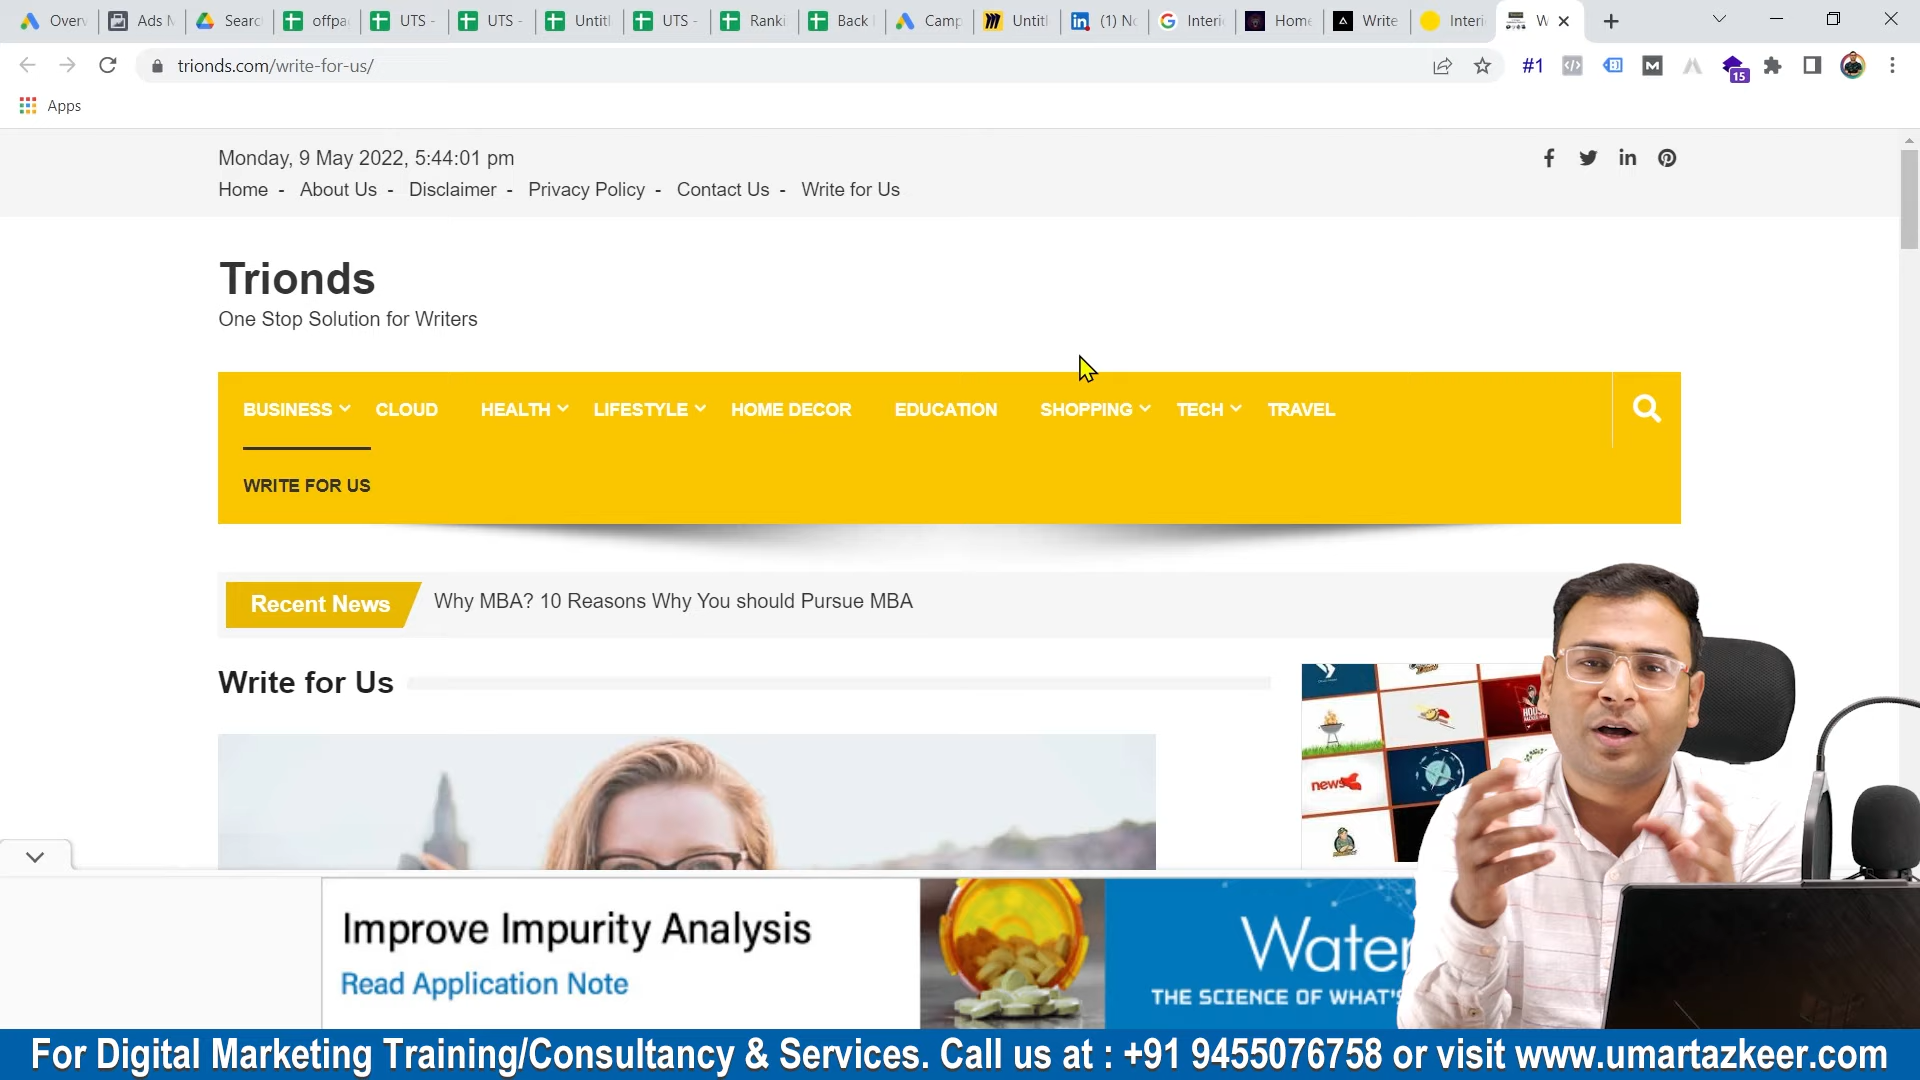 Overv
Ads M
Searc
offpa
UTS -
UTS -
Untitl
UTS -
Ranki
Back
Camp
Untitl
(1) No
Interi
Home
Write
Interi
W
trionds.com/write-for-us/
#1
15
Apps
Monday, 9 May 2022, 5:44:01 pm
Home - About Us - Disclaimer - Privacy Policy - Contact Us - Write for Us
Trionds
One Stop Solution for Writers
BUSINESS CLOUD HEALTH LIFESTYLE HOME DECOR EDUCATION SHOPPING TECH TRAVEL
WRITE FOR US
Recent News Why MBA? 10 Reasons Why You should Pursue MBA
Write for Us
news
Improve Impurity Analysis
Read Application Note
Water
THE SCIENCE OF WHAT'S
For Digital Marketing Training/Consultancy & Services. Call us at : +91 9455076758 or visit www.umartazkeer.com